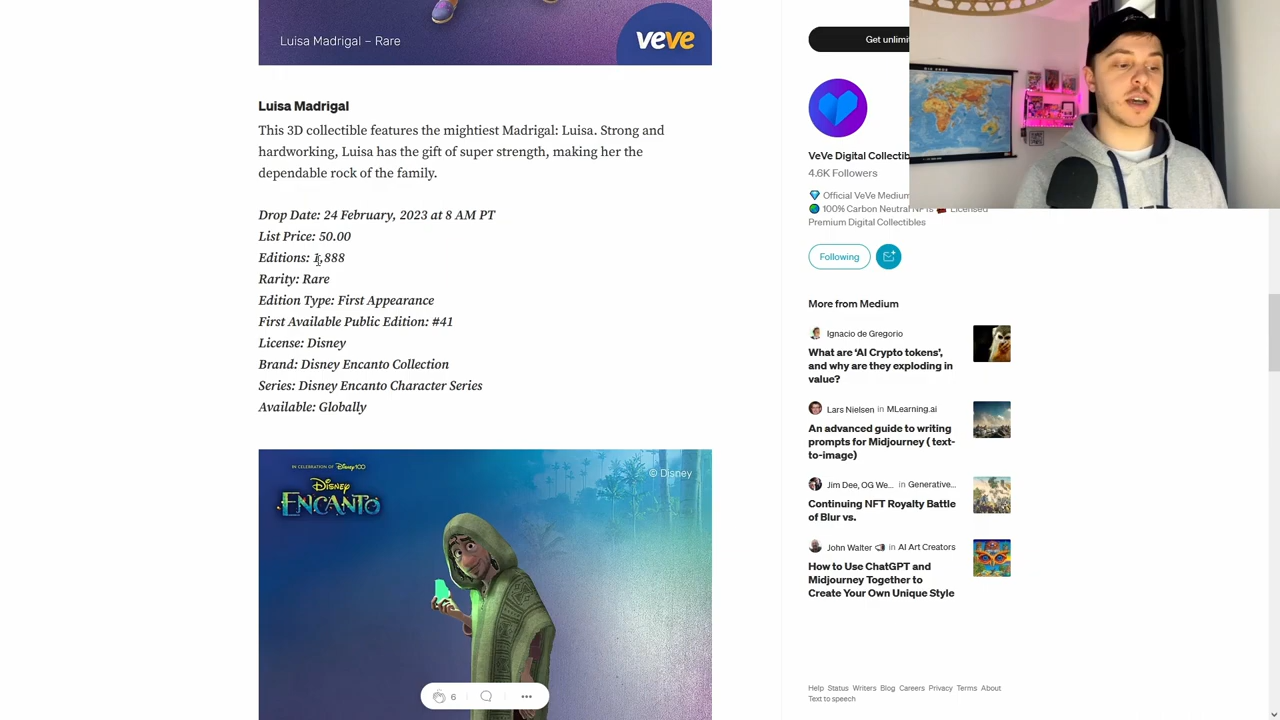 Luisa Madrigal – Rare
veve
Get unlimi
Luisa Madrigal
This 3D collectible features the mightiest Madrigal: Luisa. Strong and
hardworking, Luisa has the gift of super strength, making her the
dependable rock of the family.
Drop Date: 24 February, 2023 at 8 AM PT
List Price: 50.00
Editions: 1,888
Rarity: Rare
Edition Type: First Appearance
First Available Public Edition: #41
License: Disney
Brand: Disney Encanto Collection
Series: Disney Encanto Character Series
Available: Globally
IN CELEBRATION OF Disney100
DISNEY
ENCANTO
© Disney
6
VeVe Digital Collectib
4.6K Followers
Official VeVe Medium
100% Carbon Neutral NFTs Licensed
Premium Digital Collectibles
Following
More from Medium
Ignacio de Gregorio
What are ‘AI Crypto tokens’,
and why are they exploding in
value?
Lars Nielsen in MLearning.ai
An advanced guide to writing
prompts for Midjourney ( text-
to-image)
Jim Dee, OG We... in Generative...
Continuing NFT Royalty Battle
of Blur vs.
John Walter in AI Art Creators
How to Use ChatGPT and
Midjourney Together to
Create Your Own Unique Style
Help Status Writers Blog Careers Privacy Terms About
Text to speech